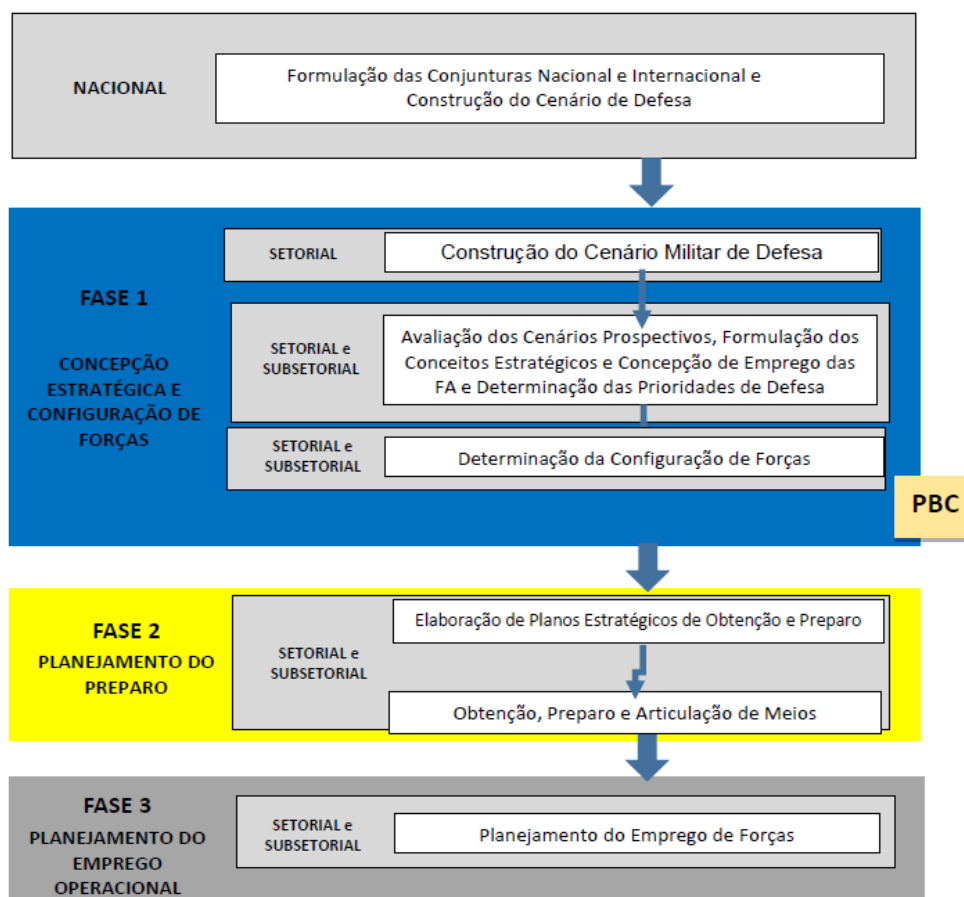 NACIONAL
Formulação das Conjunturas Nacional e Internacional e
Construção do Cenário de Defesa
FASE 1
CONCEPÇÃO
ESTRATÉGICA E
CONFIGURAÇÃO DE
FORÇAS
SETORIAL
Construção do Cenário Militar de Defesa
SETORIAL e
SUBSETORIAL
Avaliação dos Cenários Prospectivos, Formulação dos
Conceitos Estratégicos e Concepção de Emprego das
FA e Determinação das Prioridades de Defesa
SETORIAL e
SUBSETORIAL
Determinação da Configuração de Forças
PBC
FASE 2
PLANEJAMENTO DO
PREPARO
SETORIAL e
SUBSETORIAL
Elaboração de Planos Estratégicos de Obtenção e Preparo
Obtenção, Preparo e Articulação de Meios
FASE 3
PLANEJAMENTO DO
EMPREGO
OPERACIONAL
SETORIAL e
SUBSETORIAL
Planejamento do Emprego de Forças